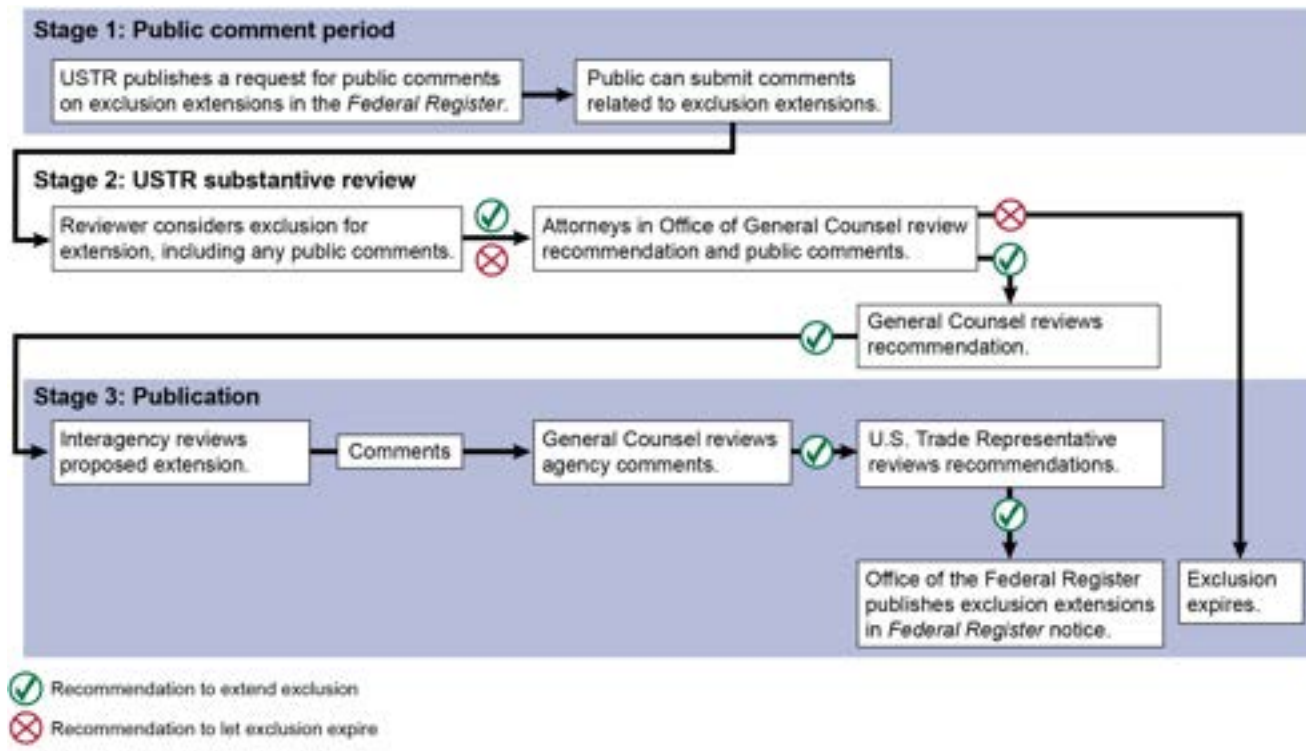 Stage 1: Public comment period
USTR publishes a request for public comments
on exclusion extensions in the Federal Register.
Public can submit comments
related to exclusion extensions.
Stage 2: USTR substantive review
Reviewer considers exclusion for
extension, including any public comments.
Attorneys in Office of General Counsel review
recommendation and public comments.
General Counsel reviews
recommendation.
Stage 3: Publication
Interagency reviews
proposed extension.
Comments
General Counsel reviews
agency comments.
U.S. Trade Representative
reviews recommendations.
Office of the Federal Register
publishes exclusion extensions
in Federal Register notice.
Exclusion
expires.
Recommendation to extend exclusion
Recommendation to let exclusion expire